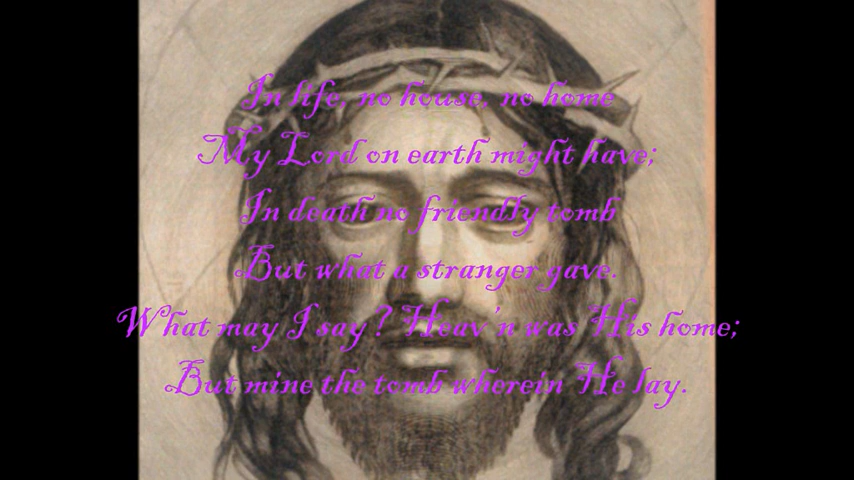 In life, no house, no home
My Lord on earth might have;
In death no friendly tomb
But what a stranger gave.
What may I say? Heav'n was His home;
But mine the tomb wherein He lay.